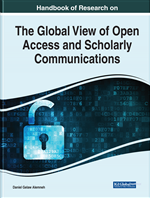 Handbook of Research on
The Global View of Open
Access and Scholarly
Communications
Daniel Gelaw Alemneh